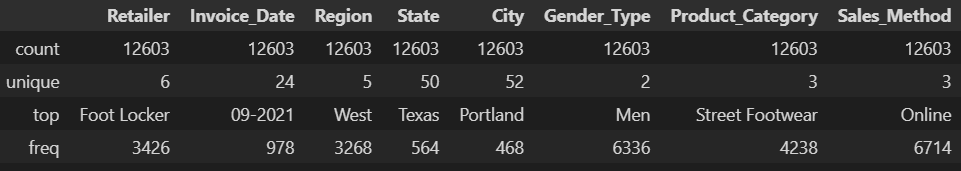 Retailer Invoice_Date Region State City Gender_Type Product_Category Sales_Method
count 12603 12603 12603 12603 12603 12603 12603 12603
unique 6 24 5 50 52 2 3 3
top Foot Locker 09-2021 West Texas Portland Men Street Footwear Online
freq 3426 978 3268 564 468 6336 4238 6714